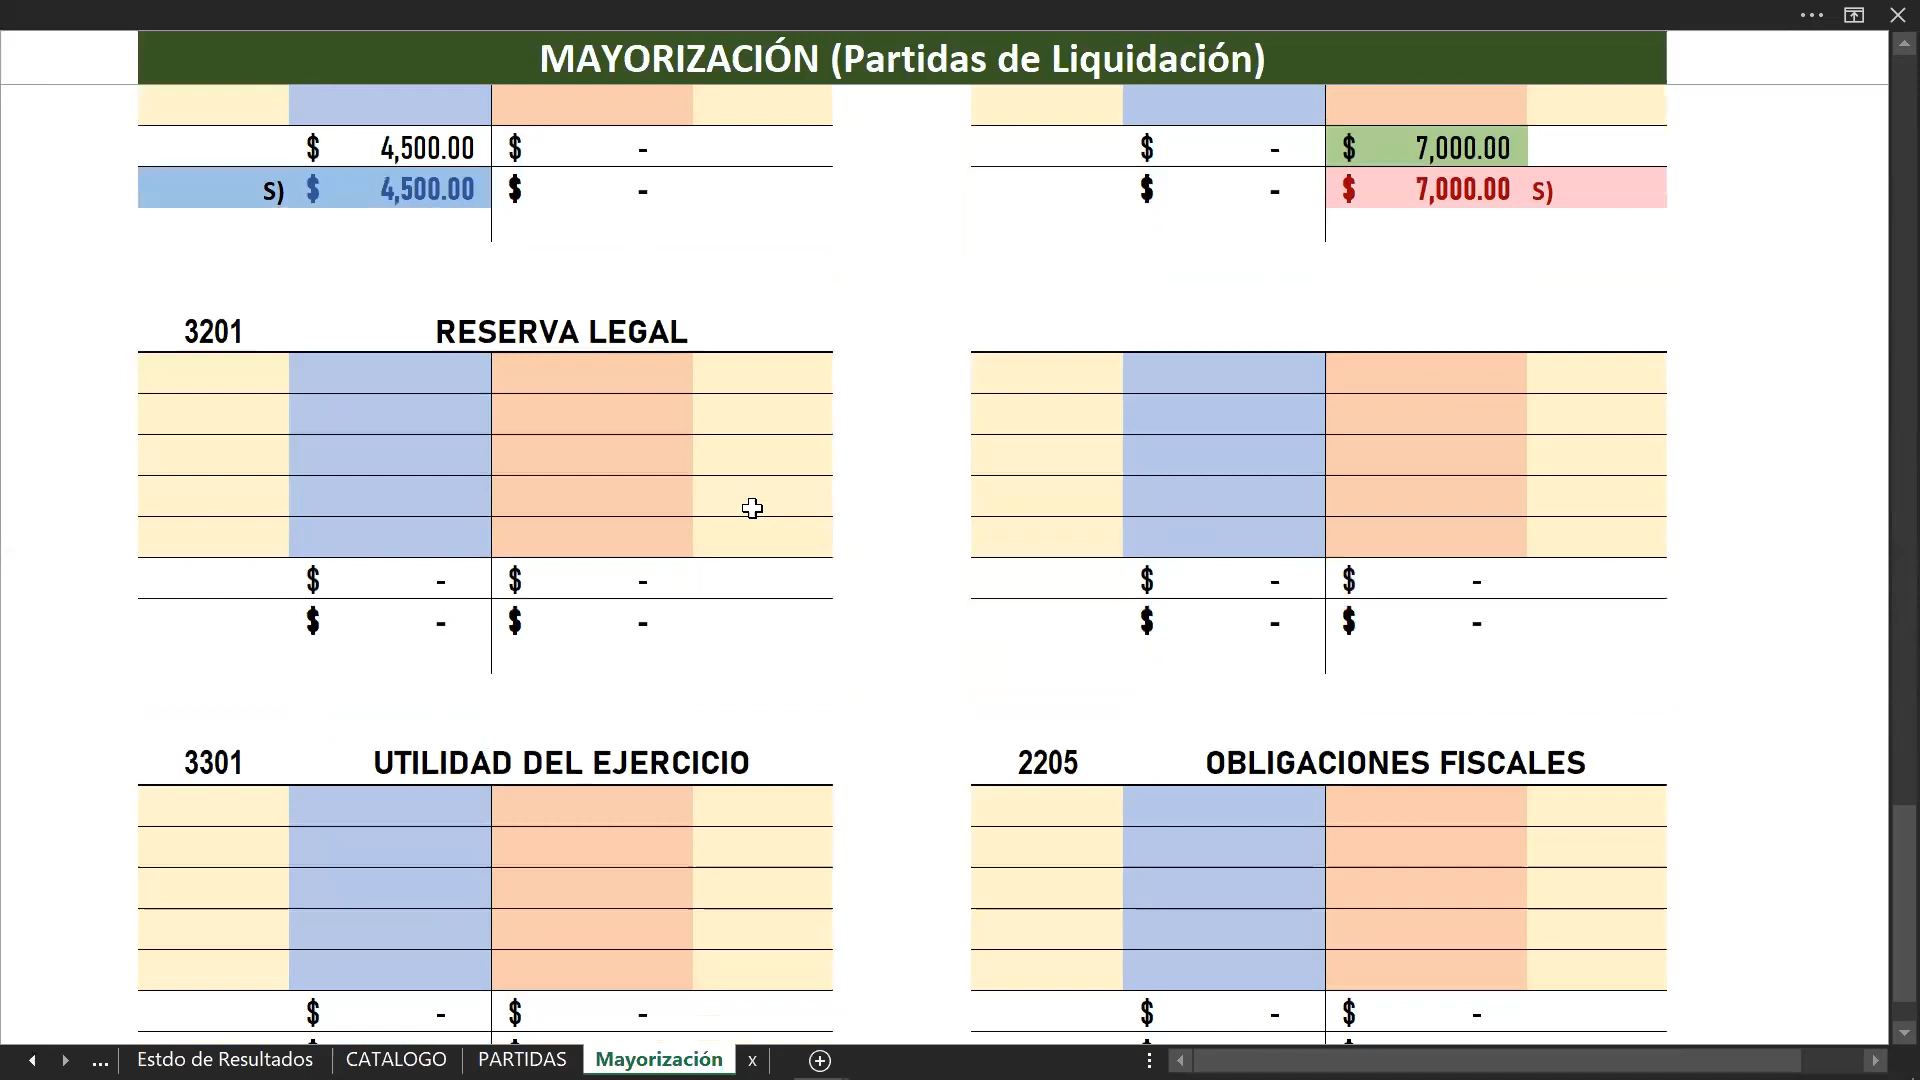 MAYORIZACIÓN (Partidas de Liquidación)
$ 4,500.00 $ - $ - $ 7,000.00
S) $ 4,500.00 $ - $ - $ 7,000.00 S)
3201 RESERVA LEGAL
$ - $ - $ - $ -
$ - $ - $ - $ -
3301 UTILIDAD DEL EJERCICIO 2205 OBLIGACIONES FISCALES
$ - $ - $ - $ -
... Estdo de Resultados CATALOGO PARTIDAS Mayorización x